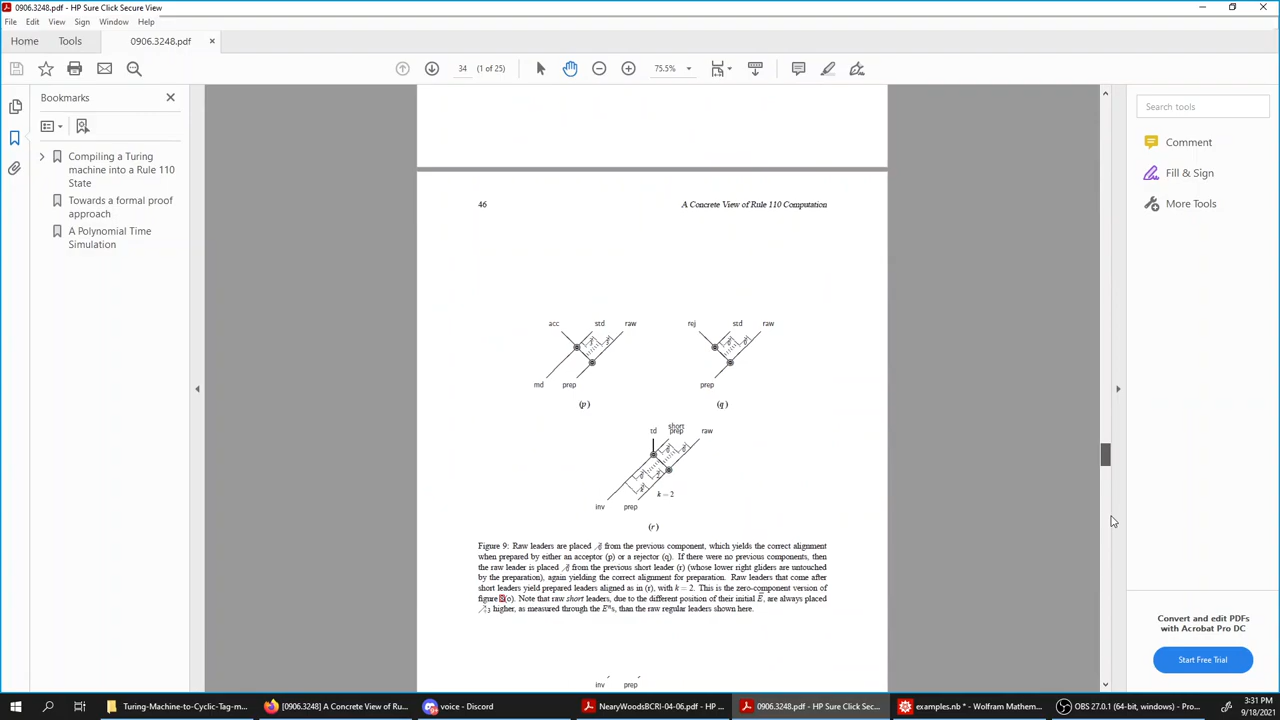 0906.3248.pdf - HP Sure Click Secure View
File Edit View Sign Window Help
Home Tools 0906.3248.pdf
34 (1 of 25) 75.5%
Bookmarks
Compiling a Turing
machine into a Rule 110
State
Towards a formal proof
approach
A Polynomial Time
Simulation
46 A Concrete View of Rule 110 Computation
acc std raw rej std raw
md prep prep
(p) (q)
short
td prep raw
k − 2
inv prep
(r)
Figure 9: Raw leaders are placed from the previous component, which yields the correct alignment
when prepared by either an acceptor (p) or a rejector (q). If there were no previous components, then
the raw leader is placed from the previous short leader (r) (whose lower right gliders are untouched
by the preparation), again yielding the correct alignment for preparation. Raw leaders that come after
short leaders yield prepared leaders aligned as in (r), with k = 2. This is the zero-component version of
figure 8(o). Note that raw short leaders, due to the different position of their initial Ē, are always placed
higher, as measured through the Eⁿs, than the raw regular leaders shown here.
inv prep
Search tools
Comment
Fill & Sign
More Tools
Convert and edit PDFs
with Acrobat Pro DC
Start Free Trial
Turing-Machine-to-Cyclic-Tag-m... [0906.3248] A Concrete View of Ru... voice - Discord NearyWoodsBCRI-04-06.pdf - HP ... 0906.3248.pdf - HP Sure Click Sec... examples.nb * - Wolfram Mathem... OBS 27.0.1 (64-bit, windows) - Pro...
3:31 PM
9/18/2021